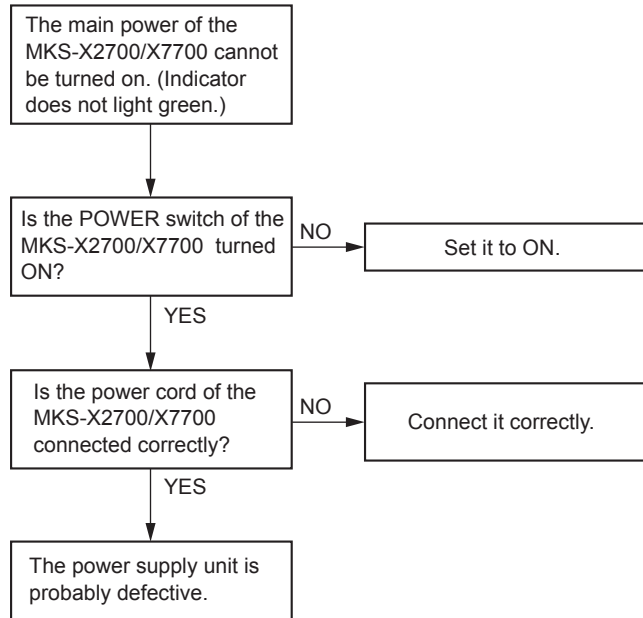 The main power of the
MKS-X2700/X7700 cannot
be turned on. (Indicator
does not light green.)
Is the POWER switch of the
MKS-X2700/X7700 turned
ON?
NO
Set it to ON.
YES
Is the power cord of the
MKS-X2700/X7700
connected correctly?
NO
Connect it correctly.
YES
The power supply unit is
probably defective.